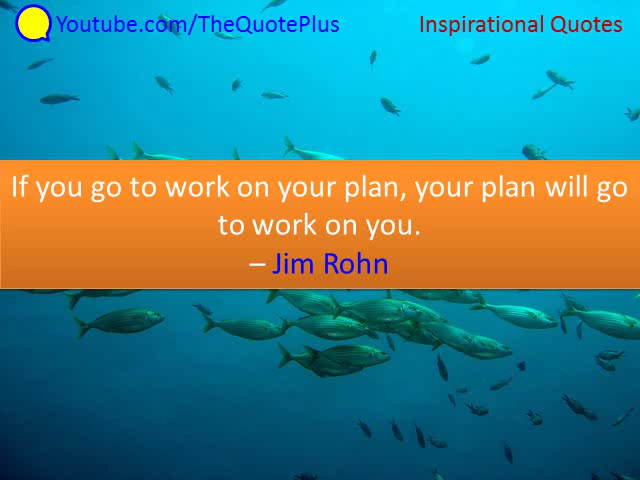 Youtube.com/TheQuotePlus
Inspirational Quotes
If you go to work on your plan, your plan will go
to work on you.
– Jim Rohn